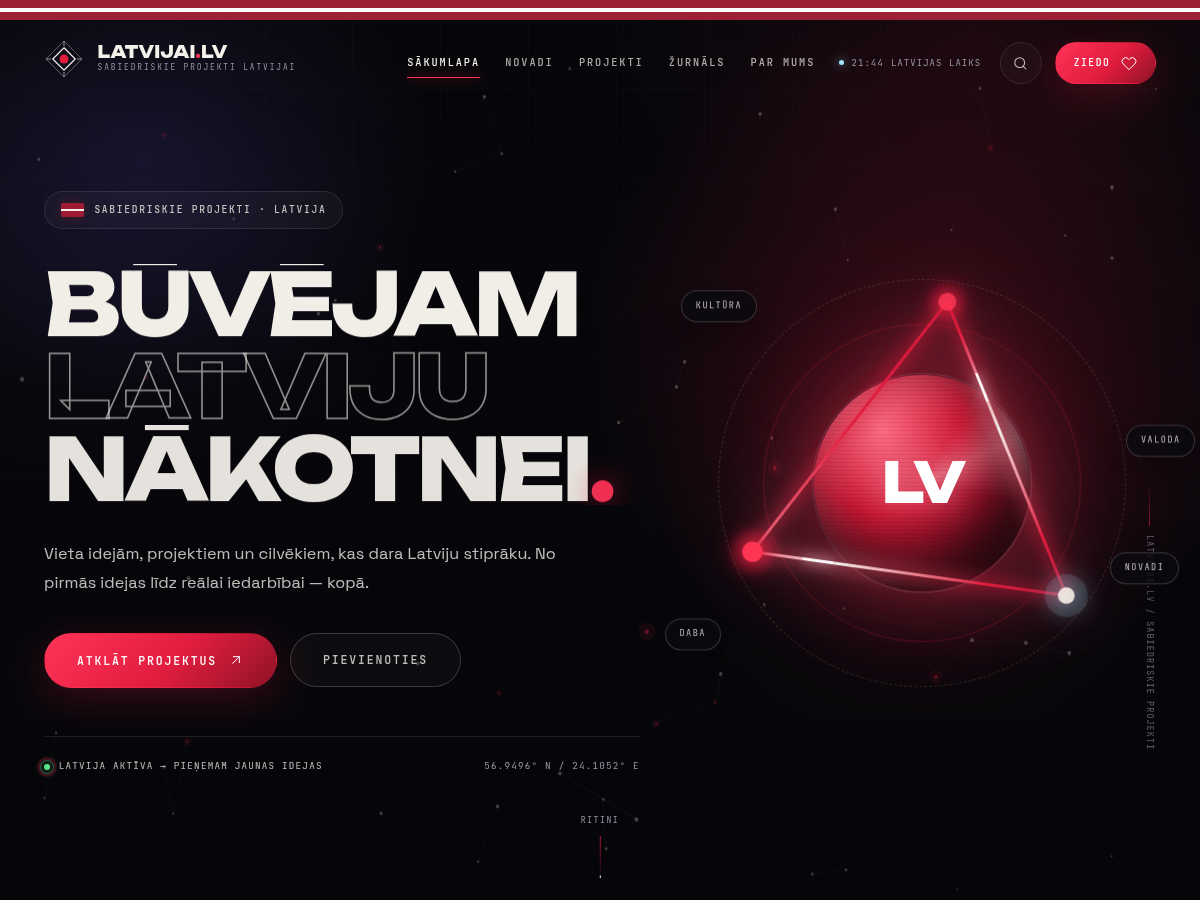 LATVIJAI.LV
SABIEDRISKIE PROJEKTI LATVIJAI
SĀKUMLAPA
NOVADI
PROJEKTI
ŽURNĀLS
PAR MUMS
21:44 LATVIJAS LAIKS
ZIEDO
SABIEDRISKIE PROJEKTI · LATVIJA
BŪVĒJAM
LATVIJU
NĀKOTNEI.
KULTŪRA
VALODA
LV
NOVADI
DABA
LATVIJAI.LV / SABIEDRISKIE PROJEKTI
Vieta idejām, projektiem un cilvēkiem, kas dara Latviju stiprāku. No
pirmās idejas līdz reālai iedarbībai — kopā.
ATKLĀT PROJEKTUS
PIEVIENOTIES
LATVIJA AKTĪVA → PIEŅEMAM JAUNAS IDEJAS
56.9496° N / 24.1052° E
RITINI